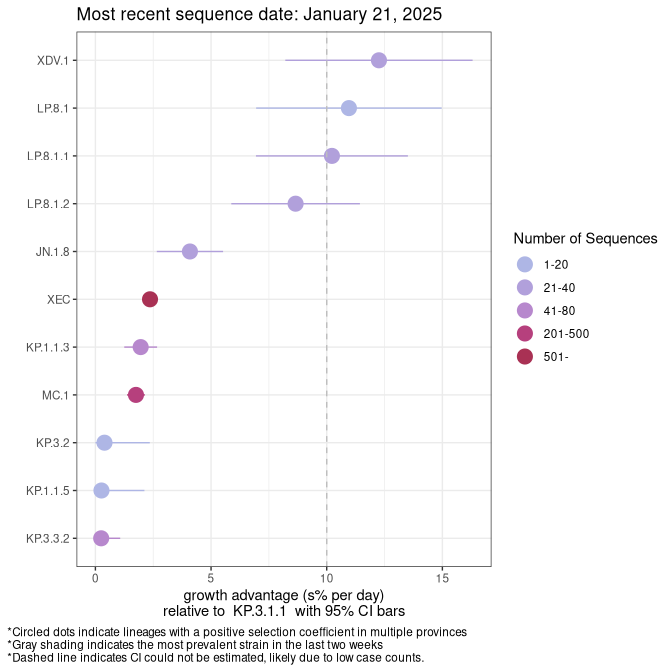 Most recent sequence date: January 21, 2025
XDV.1
LP.8.1
LP.8.1.1
LP.8.1.2
JN.1.8
XEC
KP.1.1.3
MC.1
KP.3.2
KP.1.1.5
KP.3.3.2
0 5 10 15
growth advantage (s% per day)
relative to KP.3.1.1 with 95% CI bars
Number of Sequences
1-20
21-40
41-80
201-500
501-
*Circled dots indicate lineages with a positive selection coefficient in multiple provinces
*Gray shading indicates the most prevalent strain in the last two weeks
*Dashed line indicates CI could not be estimated, likely due to low case counts.